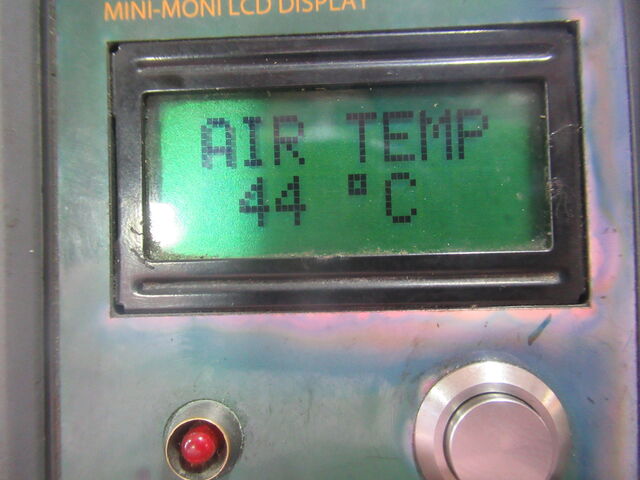 MINI-MONI LCD DISPLAY
AIR TEMP
44 °C